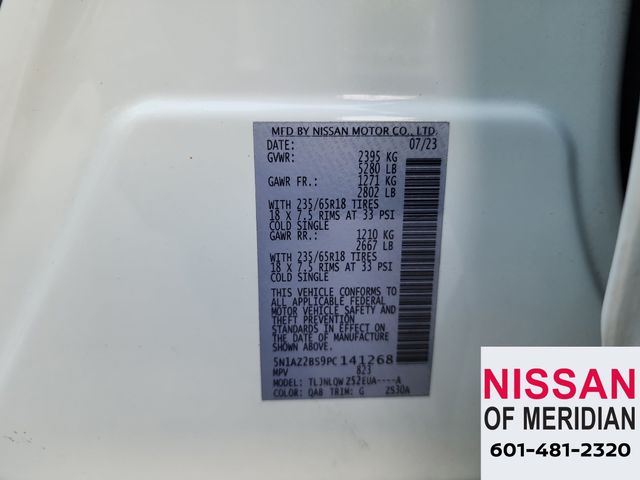 MFD BY NISSAN MOTOR CO., LTD.
DATE: 07/23
GVWR: 2395 KG
5280 LB
GAWR FR.: 1271 KG
2802 LB
WITH 235/65R18 TIRES
18 X 7.5 RIMS AT 33 PSI
COLD SINGLE
GAWR RR.: 1210 KG
2667 LB
WITH 235/65R18 TIRES
18 X 7.5 RIMS AT 33 PSI
COLD SINGLE
THIS VEHICLE CONFORMS TO
ALL APPLICABLE FEDERAL
MOTOR VEHICLE SAFETY AND
THEFT PREVENTION
STANDARDS IN EFFECT ON
THE DATE OF MANUFACTURE
SHOWN ABOVE.
5N1AZ2BS9PC141268
MPV 823
MODEL: TLJNLQW Z52EUA----A
COLOR: QAB TRIM: G ZS30A
NISSAN
OF MERIDIAN
601-481-2320